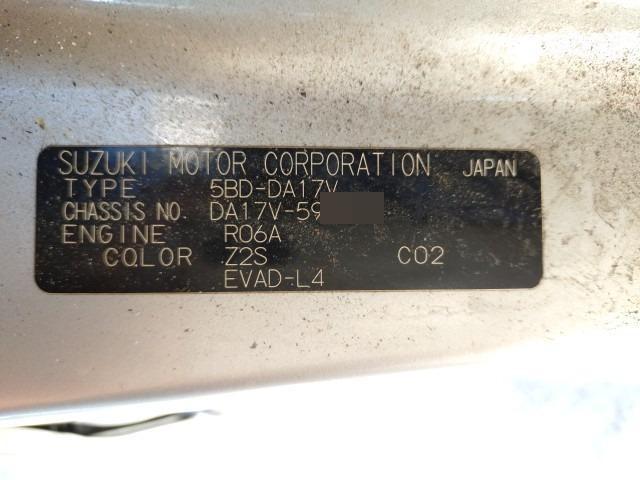 SUZUKI MOTOR CORPORATION JAPAN
TYPE 5BD-DA17V
CHASSIS NO. DA17V-59
ENGINE R06A
COLOR Z2S C02
EVAD-L4